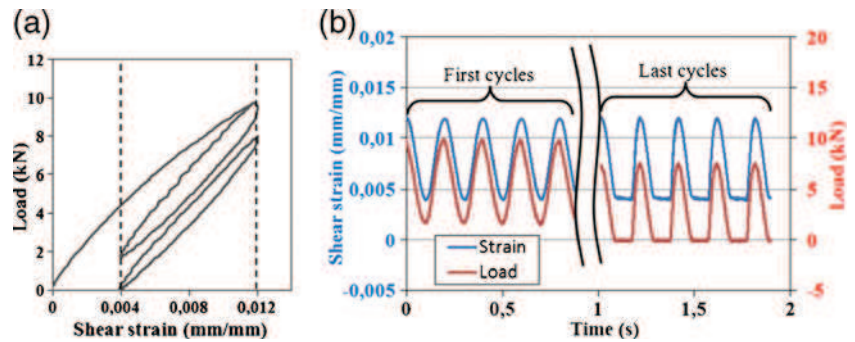 (a)
12
10
8
6
4
2
0
Load (kN)
0 0,004 0,008 0,012
Shear strain (mm/mm)
(b)
0,02
0,015
0,01
0,005
0
-0,005
Shear strain (mm/mm)
First cycles
Last cycles
Strain
Load
0 0,5 1 1,5 2
Time (s)
20
15
10
5
0
-5
Load (kN)